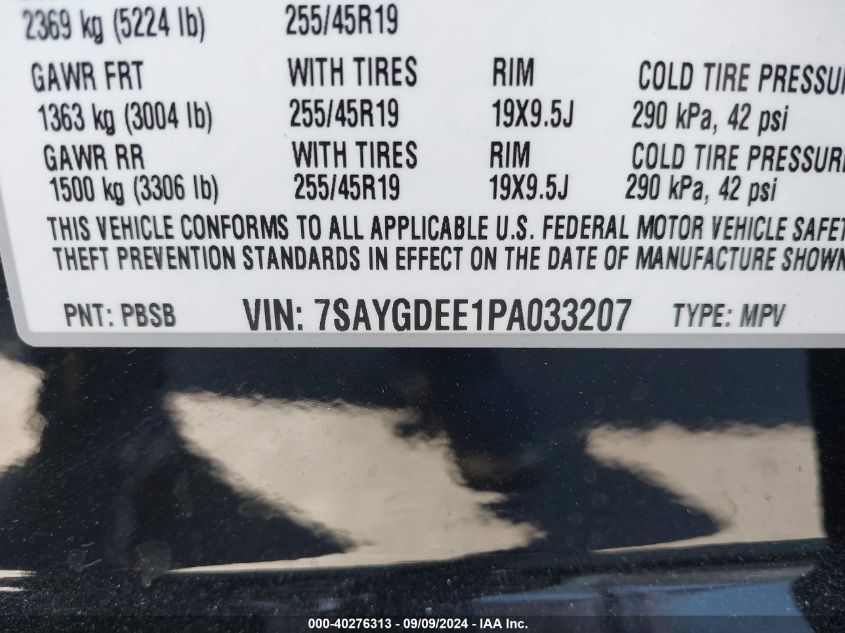 2369 kg (5224 lb) 255/45R19
GAWR FRT WITH TIRES RIM COLD TIRE PRESSUR
1363 kg (3004 lb) 255/45R19 19X9.5J 290 kPa, 42 psi
GAWR RR WITH TIRES RIM COLD TIRE PRESSURE
1500 kg (3306 lb) 255/45R19 19X9.5J 290 kPa, 42 psi
THIS VEHICLE CONFORMS TO ALL APPLICABLE U.S. FEDERAL MOTOR VEHICLE SAFET
THEFT PREVENTION STANDARDS IN EFFECT ON THE DATE OF MANUFACTURE SHOWN
PNT: PBSB VIN: 7SAYGDEE1PA033207 TYPE: MPV
000-40276313 - 09/09/2024 - IAA Inc.